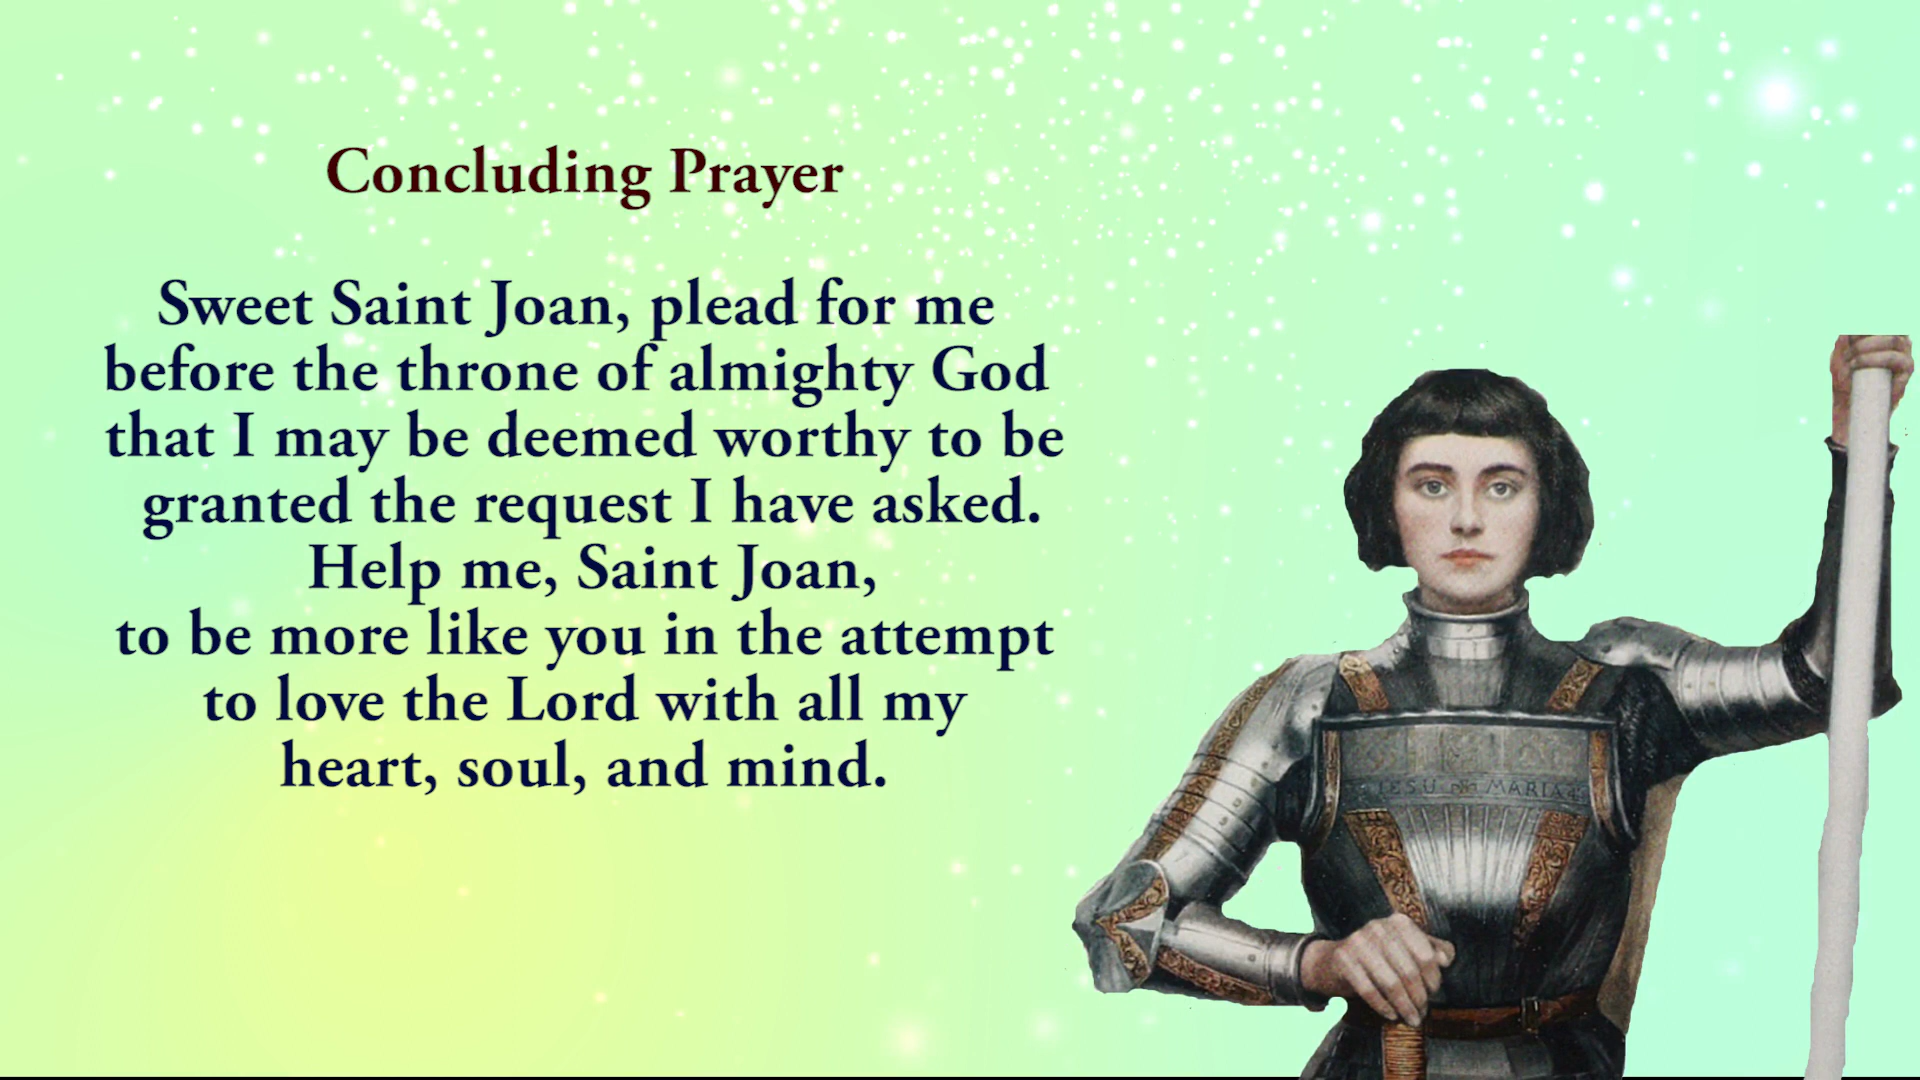 Concluding Prayer
Sweet Saint Joan, plead for me
before the throne of almighty God
that I may be deemed worthy to be
granted the request I have asked.
Help me, Saint Joan,
to be more like you in the attempt
to love the Lord with all my
heart, soul, and mind.
IESU MARIA